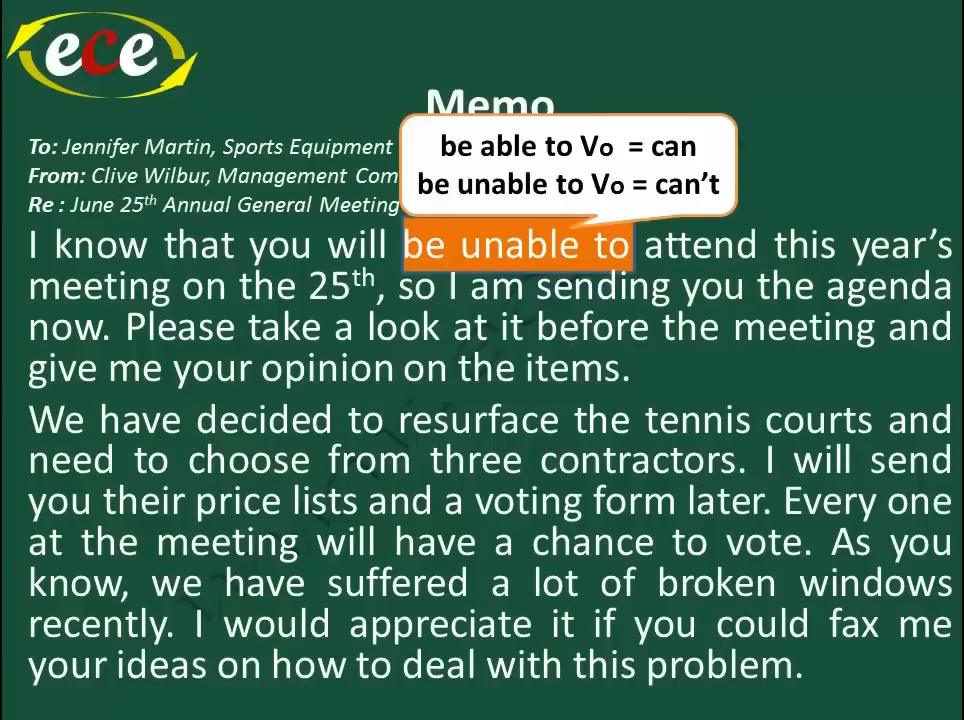 ece
Memo
be able to Vo = can
be unable to Vo = can't
To: Jennifer Martin, Sports Equipment
From: Clive Wilbur, Management Com
Re : June 25th Annual General Meeting
I know that you will be unable to attend this year's
meeting on the 25th, so I am sending you the agenda
now. Please take a look at it before the meeting and
give me your opinion on the items.
We have decided to resurface the tennis courts and
need to choose from three contractors. I will send
you their price lists and a voting form later. Every one
at the meeting will have a chance to vote. As you
know, we have suffered a lot of broken windows
recently. I would appreciate it if you could fax me
your ideas on how to deal with this problem.